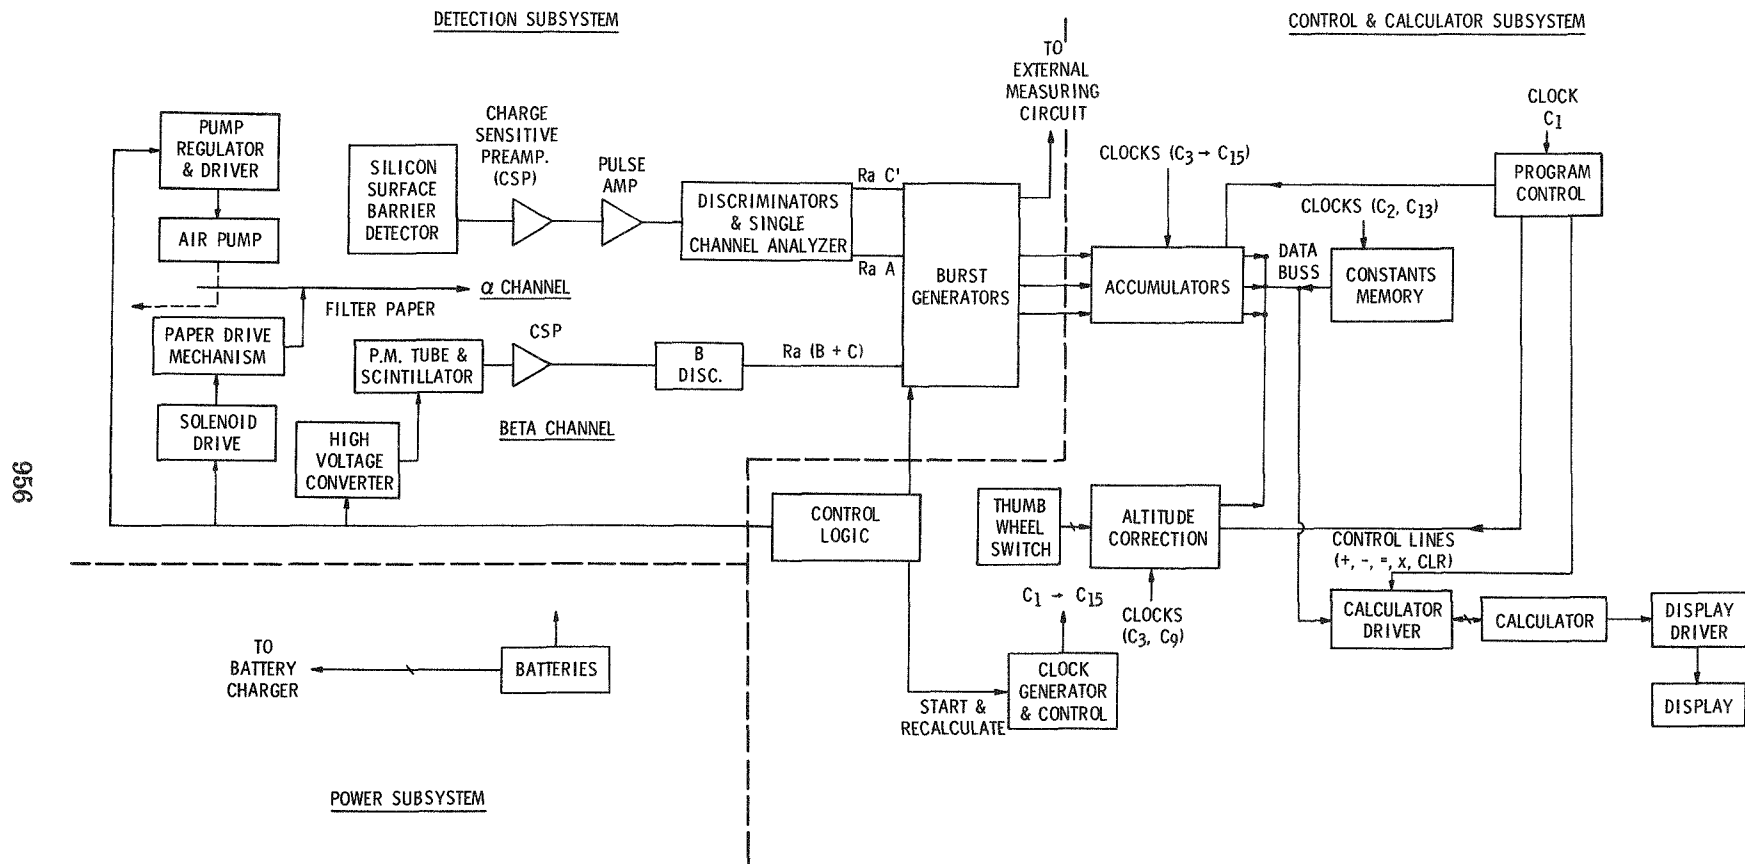 DETECTION SUBSYSTEM
CONTROL & CALCULATOR SUBSYSTEM
TO
EXTERNAL
MEASURING
CIRCUIT
CLOCK
C1
PUMP
REGULATOR
& DRIVER
CHARGE
SENSITIVE
PREAMP.
(CSP)
SILICON
SURFACE
BARRIER
DETECTOR
PULSE
AMP
DISCRIMINATORS
& SINGLE
CHANNEL ANALYZER
Ra C'
Ra A
BURST
GENERATORS
CLOCKS (C3 → C15)
PROGRAM
CONTROL
CLOCKS (C2, C13)
AIR PUMP
ACCUMULATORS
DATA
BUSS
CONSTANTS
MEMORY
α CHANNEL
FILTER PAPER
PAPER DRIVE
MECHANISM
CSP
P.M. TUBE &
SCINTILLATOR
B
DISC.
Ra (B + C)
SOLENOID
DRIVE
HIGH
VOLTAGE
CONVERTER
BETA CHANNEL
956
CONTROL
LOGIC
THUMB
WHEEL
SWITCH
ALTITUDE
CORRECTION
CONTROL LINES
(+, -, =, x, CLR)
C1 → C15
CLOCKS
(C3, C9)
CALCULATOR
DRIVER
CALCULATOR
DISPLAY
DRIVER
TO
BATTERY
CHARGER
BATTERIES
START &
RECALCULATE
CLOCK
GENERATOR
& CONTROL
DISPLAY
POWER SUBSYSTEM